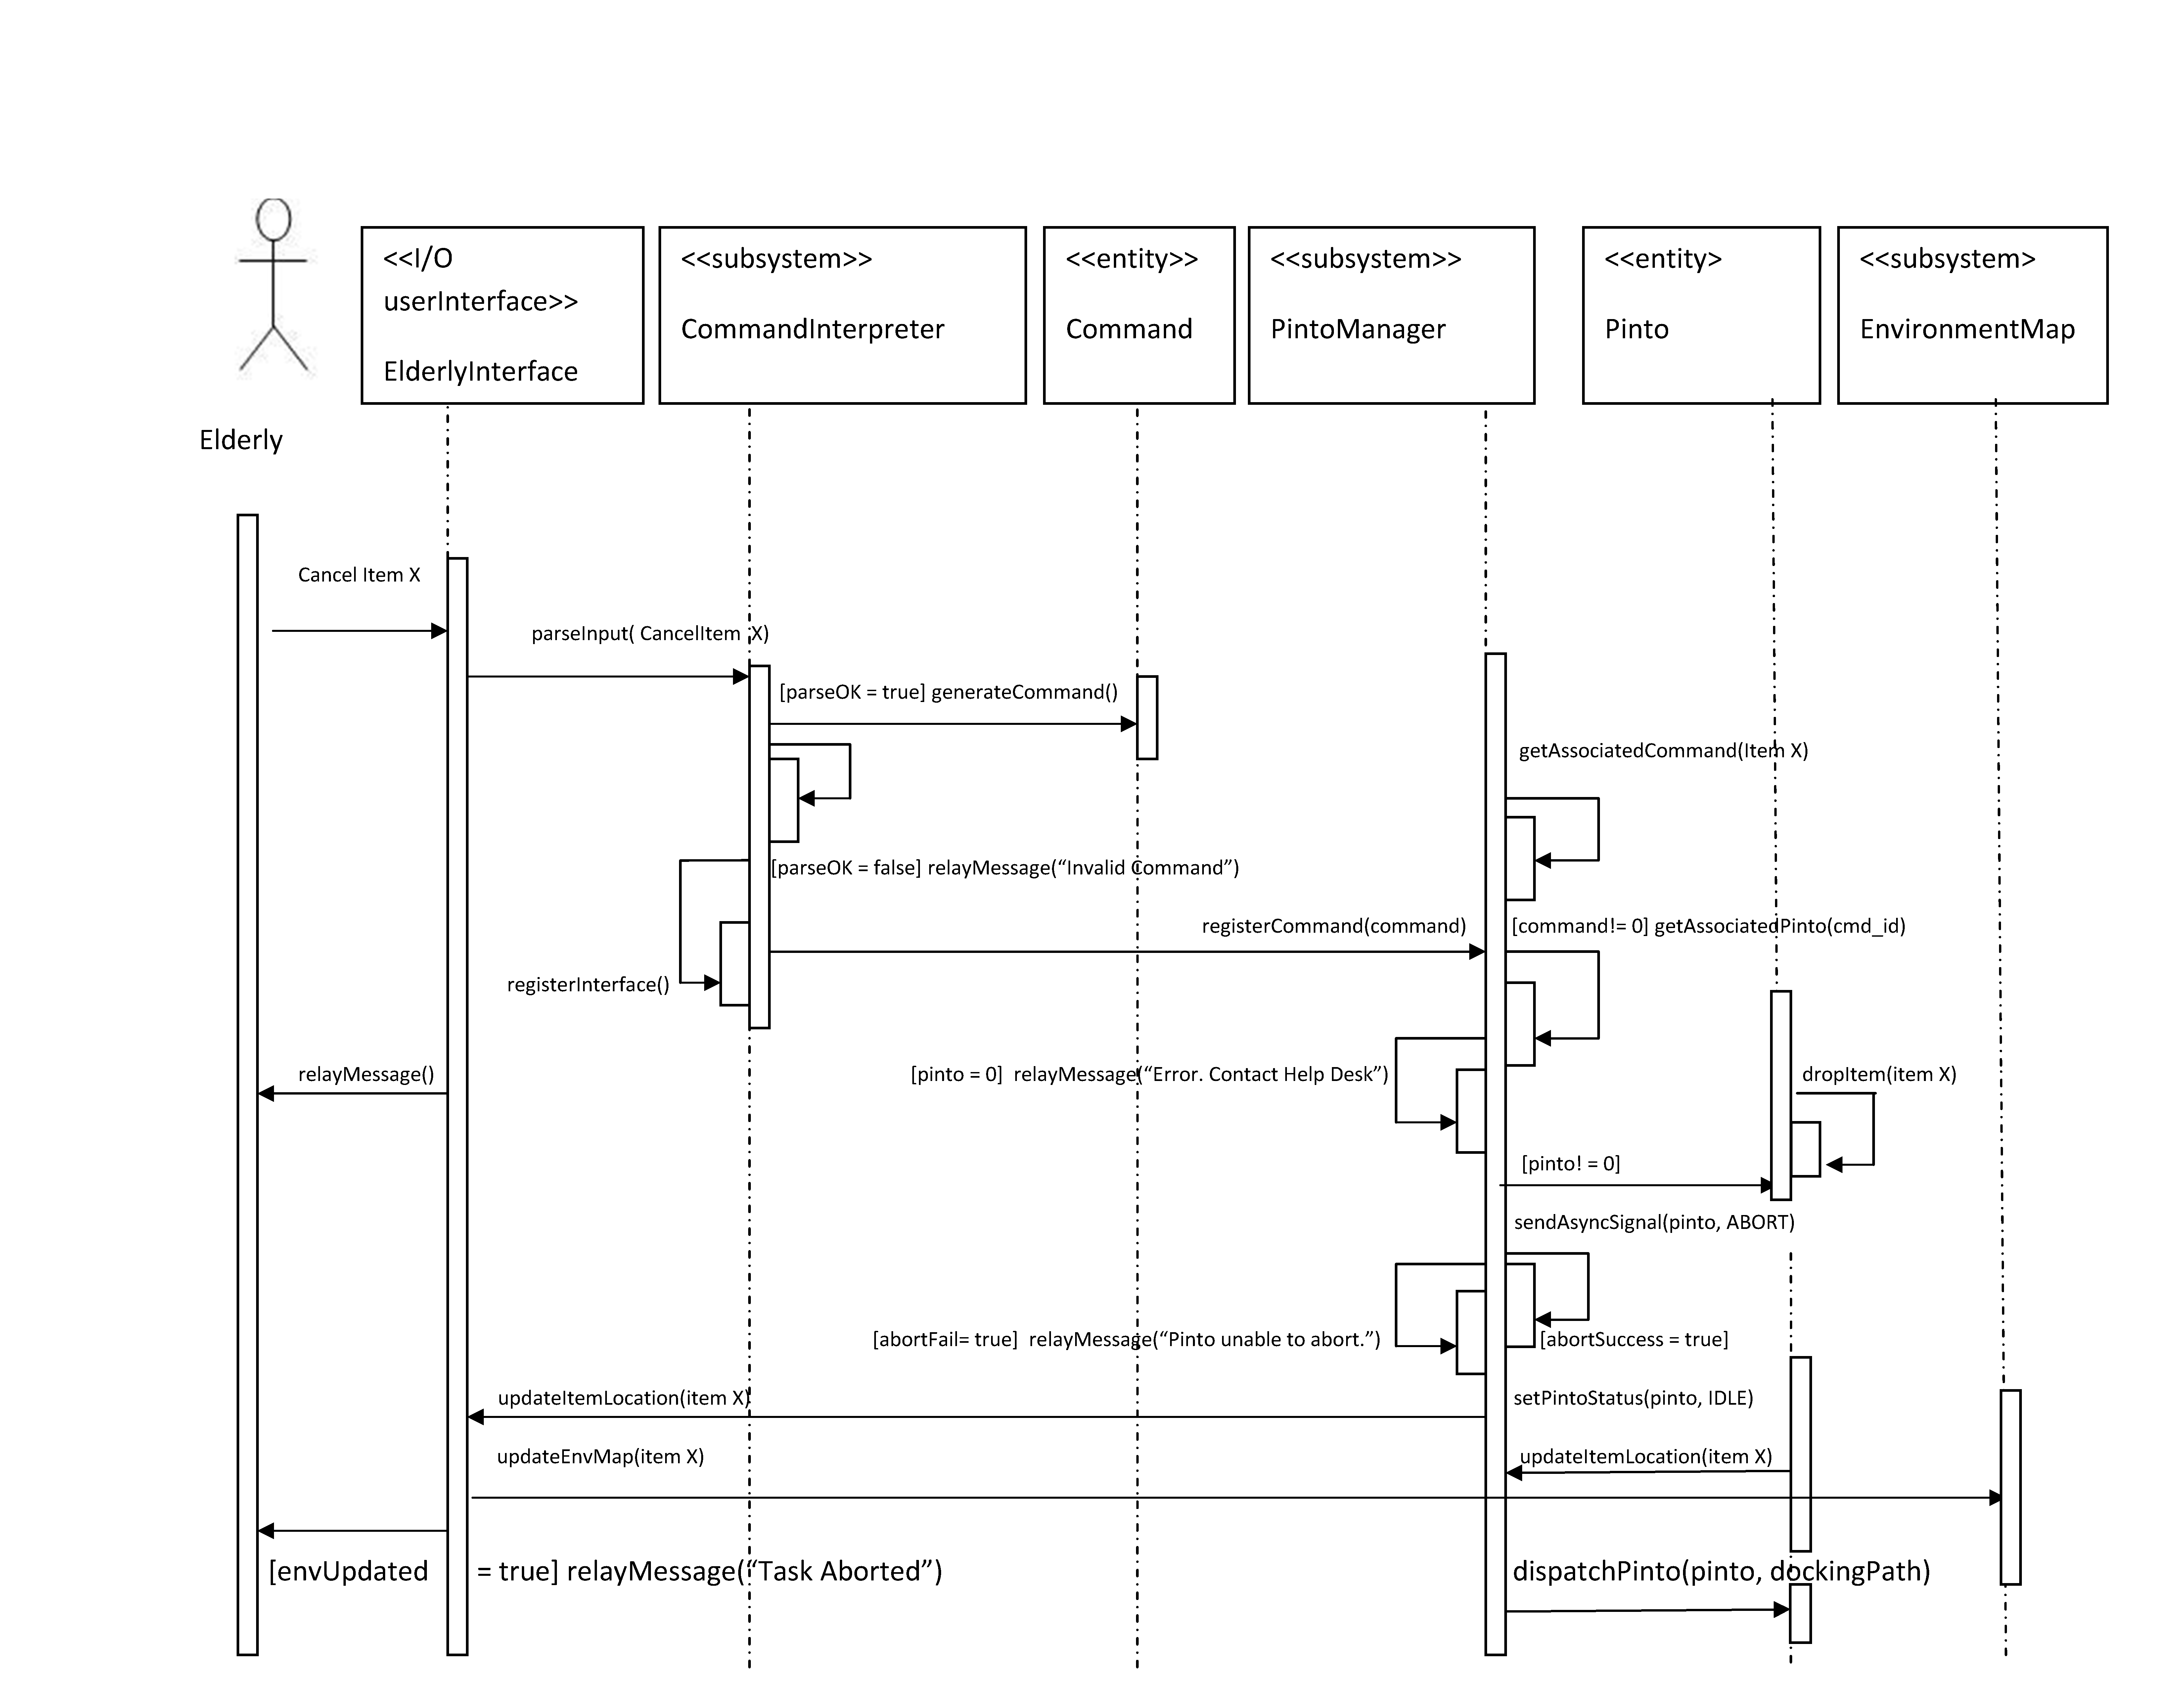 <<I/O
userInterface>>
ElderlyInterface
<<subsystem>>
CommandInterpreter
<<entity>>
Command
<<subsystem>>
PintoManager
<<entity>
Pinto
<<subsystem>
EnvironmentMap
Elderly
Cancel Item X
parseInput( CancelItem X)
[parseOK = true] generateCommand()
getAssociatedCommand(Item X)
[parseOK = false] relayMessage(“Invalid Command”)
registerCommand(command)
[command!= 0] getAssociatedPinto(cmd_id)
registerInterface()
relayMessage()
[pinto = 0] relayMessage(“Error. Contact Help Desk”)
dropItem(item X)
[pinto! = 0]
sendAsyncSignal(pinto, ABORT)
[abortFail= true] relayMessage(“Pinto unable to abort.”)
[abortSuccess = true]
updateItemLocation(item X)
setPintoStatus(pinto, IDLE)
updateEnvMap(item X)
updateItemLocation(item X)
[envUpdated = true] relayMessage(“Task Aborted”)
dispatchPinto(pinto, dockingPath)